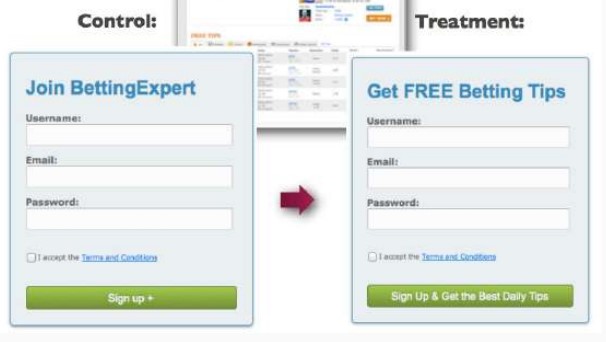 Control:
Treatment:
FREE TIPS
Join BettingExpert
Username:
Email:
Password:
I accept the Terms and Conditions
Sign up +
Get FREE Betting Tips
Username:
Email:
Password:
I accept the Terms and Conditions
Sign Up & Get the Best Daily Tips